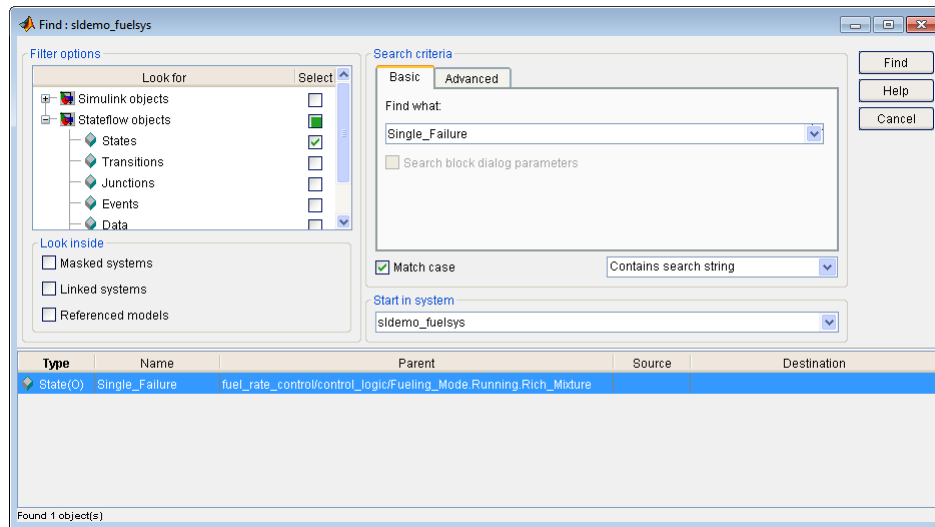 Find : sldemo_fuelsys
Filter options
Look for Select
Simulink objects
Stateflow objects
States
Transitions
Junctions
Events
Data
Look inside
Masked systems
Linked systems
Referenced models
Search criteria
Basic Advanced
Find what:
Single_Failure
Search block dialog parameters
Match case Contains search string
Start in system
sldemo_fuelsys
Find
Help
Cancel
Type Name Parent Source Destination
State(O) Single_Failure fuel_rate_control/control_logic/Fueling_Mode.Running.Rich_Mixture
Found 1 object(s)